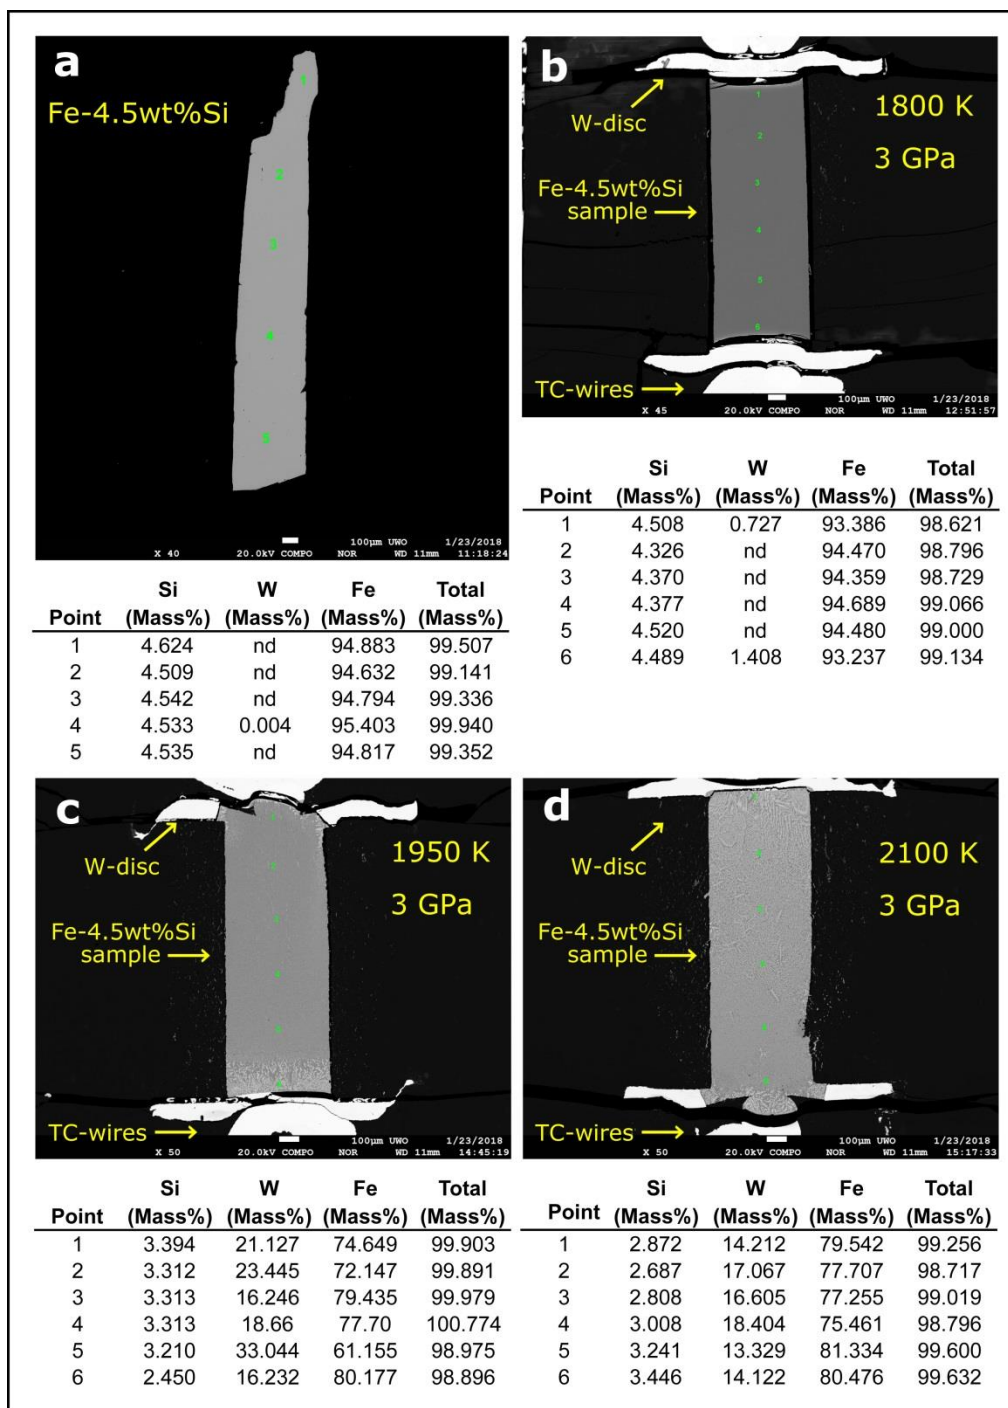 a
Fe-4.5wt%Si
1
2
3
4
5
100µm UWO 1/23/2018
X 40 20.0kV COMPO NOR WD 11mm 11:18:24
Si W Fe Total
Point (Mass%) (Mass%) (Mass%) (Mass%)
1 4.624 nd 94.883 99.507
2 4.509 nd 94.632 99.141
3 4.542 nd 94.794 99.336
4 4.533 0.004 95.403 99.940
5 4.535 nd 94.817 99.352
b
W-disc
1800 K
3 GPa
Fe-4.5wt%Si
sample
TC-wires
1
2
3
4
5
6
100µm UWO 1/23/2018
X 45 20.0kV COMPO NOR WD 11mm 12:51:57
Si W Fe Total
Point (Mass%) (Mass%) (Mass%) (Mass%)
1 4.508 0.727 93.386 98.621
2 4.326 nd 94.470 98.796
3 4.370 nd 94.359 98.729
4 4.377 nd 94.689 99.066
5 4.520 nd 94.480 99.000
6 4.489 1.408 93.237 99.134
c
W-disc
1950 K
3 GPa
Fe-4.5wt%Si
sample
TC-wires
100µm UWO 1/23/2018
X 50 20.0kV COMPO NOR WD 11mm 14:45:19
Si W Fe Total
Point (Mass%) (Mass%) (Mass%) (Mass%)
1 3.394 21.127 74.649 99.903
2 3.312 23.445 72.147 99.891
3 3.313 16.246 79.435 99.979
4 3.313 18.66 77.70 100.774
5 3.210 33.044 61.155 98.975
6 2.450 16.232 80.177 98.896
d
W-disc
2100 K
3 GPa
Fe-4.5wt%Si
sample
TC-wires
100µm UWO 1/23/2018
X 50 20.0kV COMPO NOR WD 11mm 15:17:33
Si W Fe Total
Point (Mass%) (Mass%) (Mass%) (Mass%)
1 2.872 14.212 79.542 99.256
2 2.687 17.067 77.707 98.717
3 2.808 16.605 77.255 99.019
4 3.008 18.404 75.461 98.796
5 3.241 13.329 81.334 99.600
6 3.446 14.122 80.476 99.632